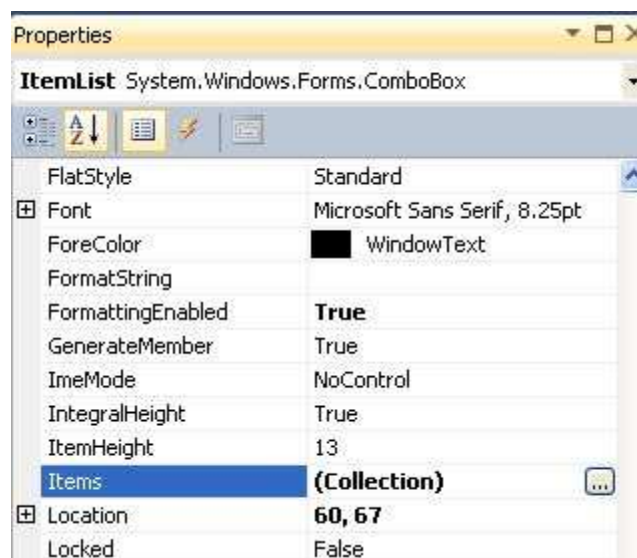 Properties
ItemList System.Windows.Forms.ComboBox
A
Z
FlatStyle Standard
Font Microsoft Sans Serif, 8.25pt
ForeColor WindowText
FormatString
FormattingEnabled True
GenerateMember True
ImeMode NoControl
IntegralHeight True
ItemHeight 13
Items (Collection) ...
Location 60, 67
Locked False